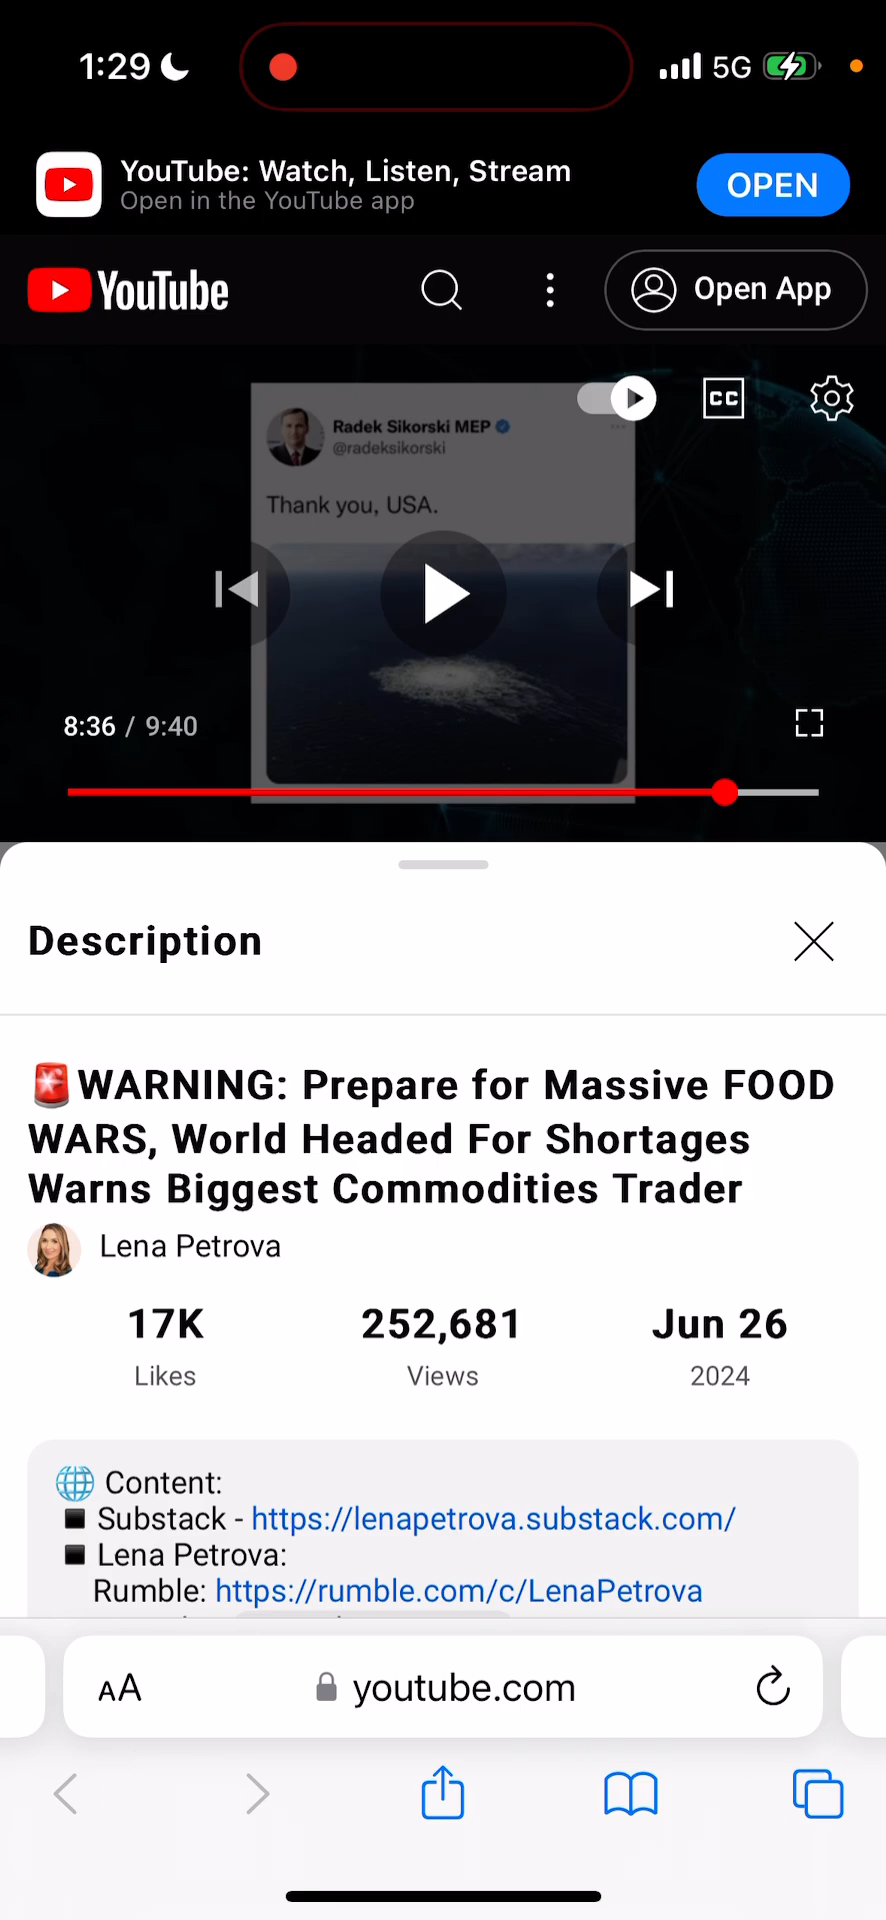 1:29
5G
YouTube: Watch, Listen, Stream
Open in the YouTube app
OPEN
YouTube
Open App
CC
Radek Sikorski MEP
@radeksikorski
Thank you, USA.
8:36 / 9:40
Description
🚨WARNING: Prepare for Massive FOOD
WARS, World Headed For Shortages
Warns Biggest Commodities Trader
Lena Petrova
17K
252,681
Jun 26
Likes
Views
2024
🌐 Content:
◾ Substack - https://lenapetrova.substack.com/
◾ Lena Petrova:
Rumble: https://rumble.com/c/LenaPetrova
AA
youtube.com